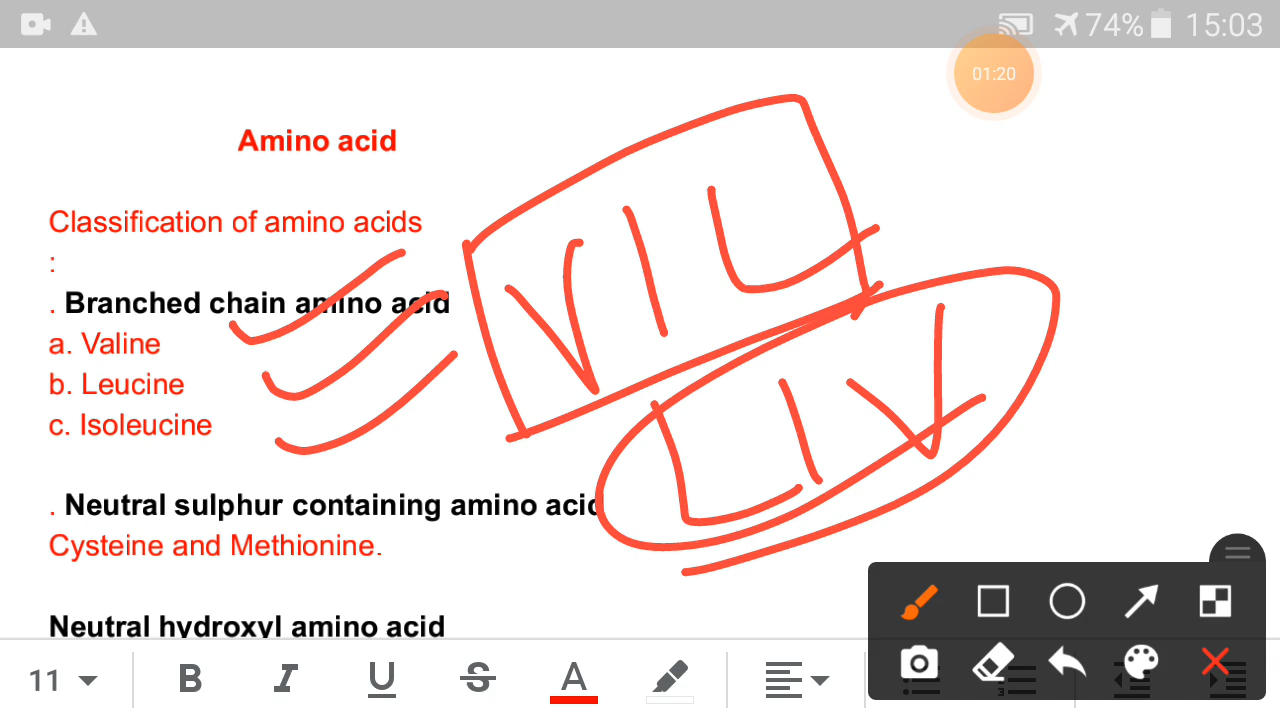 74% 15:03
01:20
Amino acid
Classification of amino acids
:
. Branched chain amino acid
a. Valine
b. Leucine
c. Isoleucine
VIL
LIV
. Neutral sulphur containing amino acid
Cysteine and Methionine.
Neutral hydroxyl amino acid
11 B I U S A